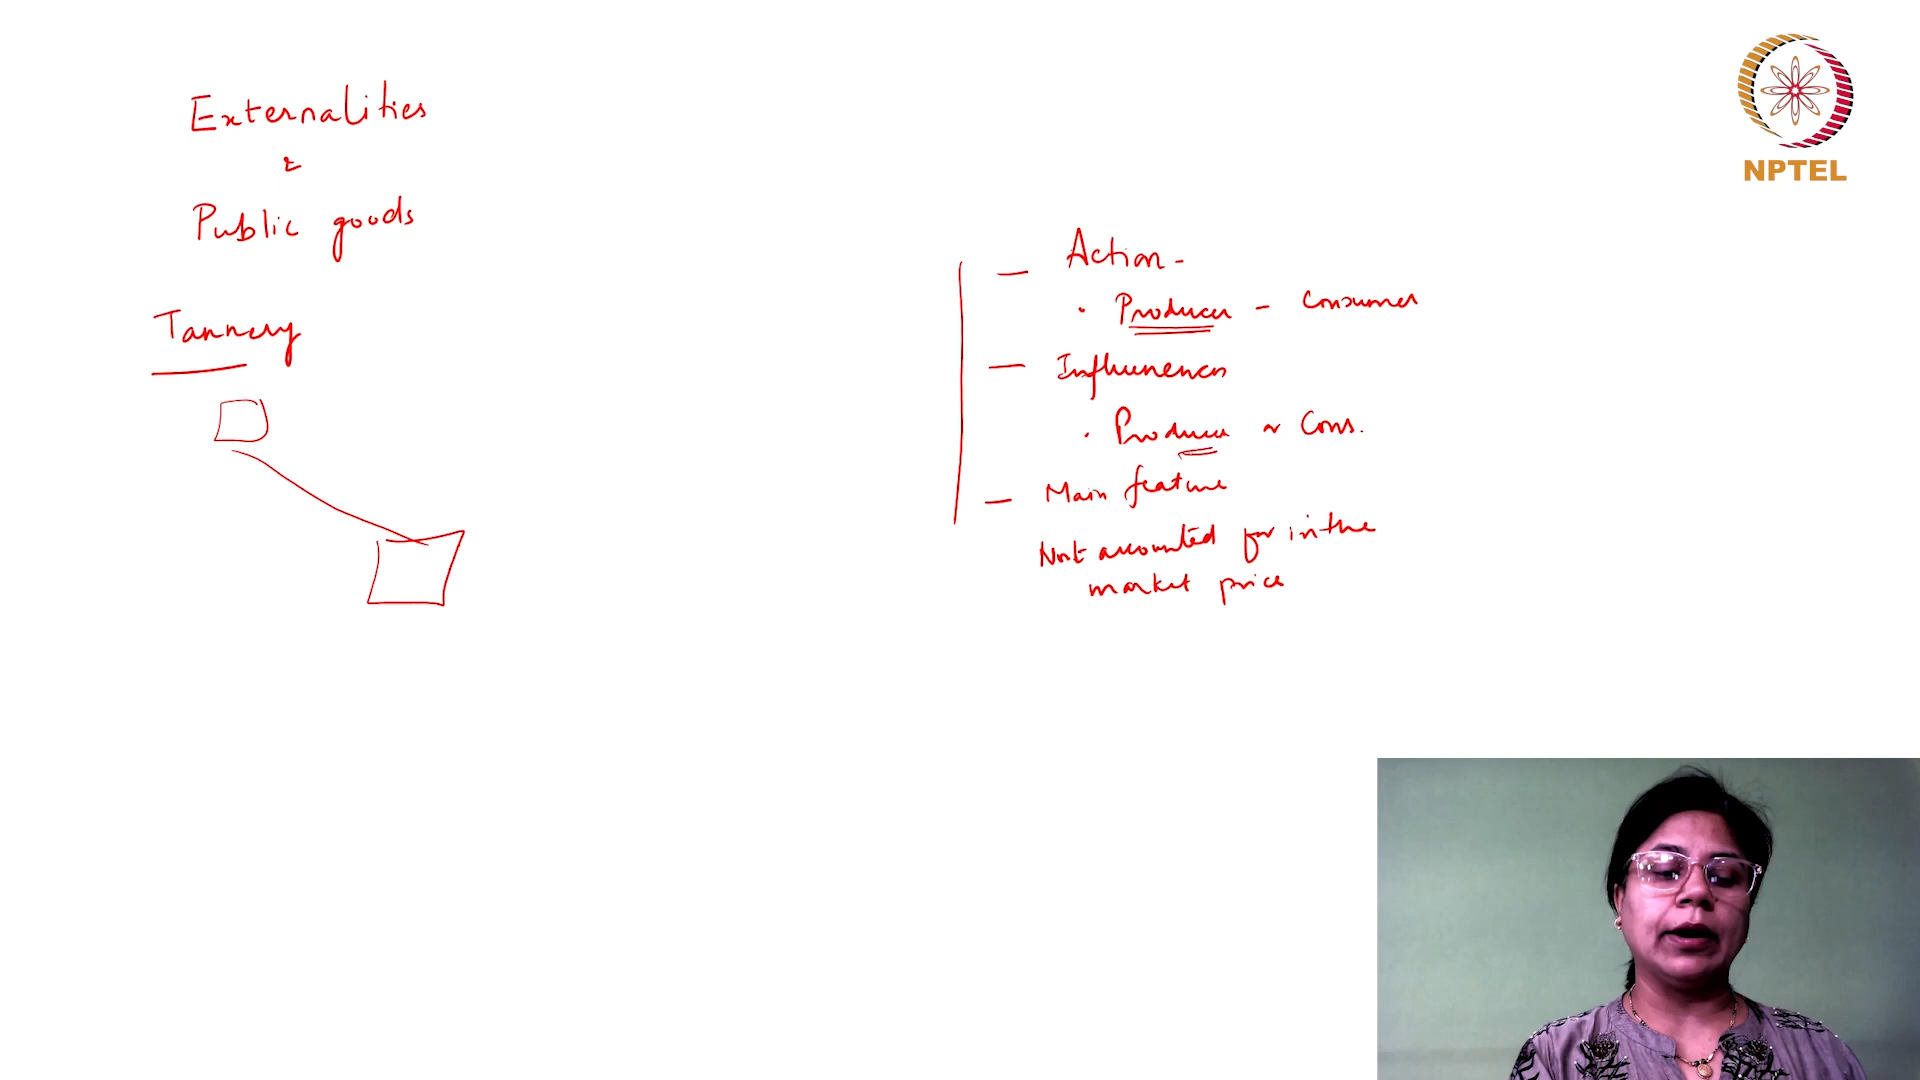 Externalities
&
Public goods
Tannery
— Action -
· Producer - Consumer
— Influenences
· Producer or Cons.
— Main feature
Not accounted for in the
market price
NPTEL